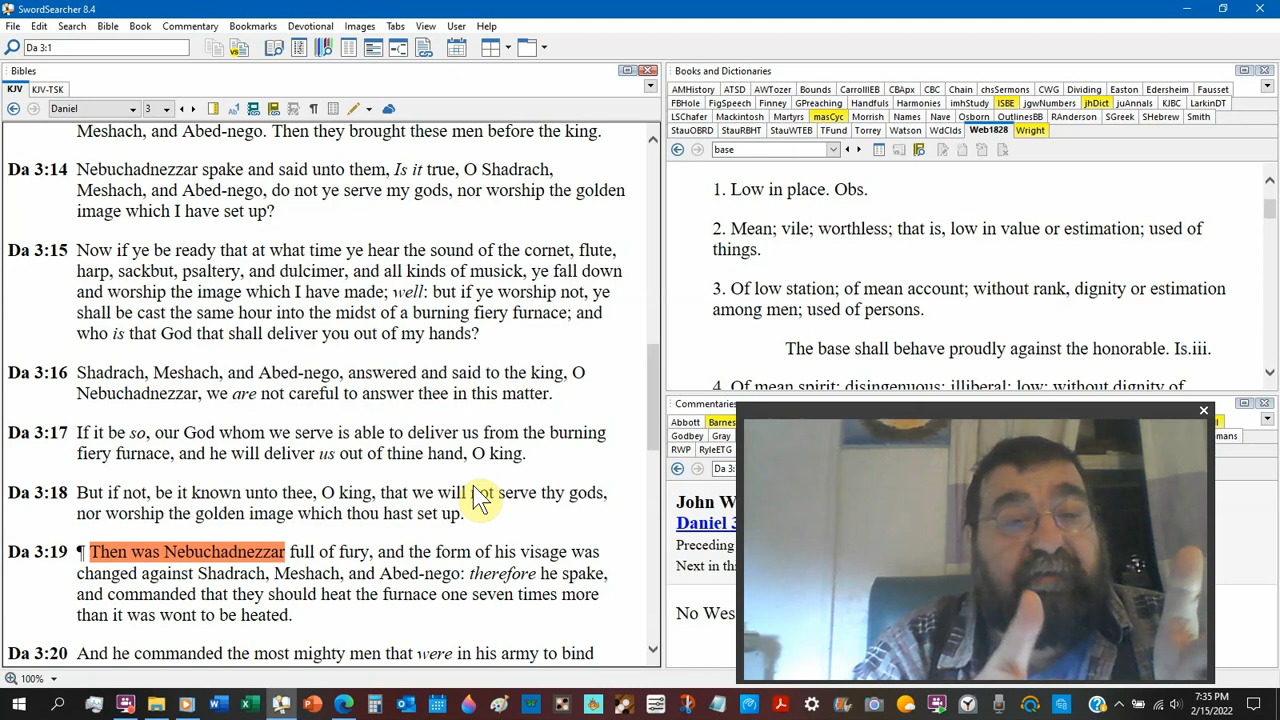 SwordSearcher 8.4
File Edit Search Bible Book Commentary Bookmarks Devotional Images Tabs View User Help
Da 3:1
Bibles
KJV KJV-TSK
Daniel 3
Meshach, and Abed-nego. Then they brought these men before the king.
Da 3:14 Nebuchadnezzar spake and said unto them, Is it true, O Shadrach,
Meshach, and Abed-nego, do not ye serve my gods, nor worship the golden
image which I have set up?
Da 3:15 Now if ye be ready that at what time ye hear the sound of the cornet, flute,
harp, sackbut, psaltery, and dulcimer, and all kinds of musick, ye fall down
and worship the image which I have made; well: but if ye worship not, ye
shall be cast the same hour into the midst of a burning fiery furnace; and
who is that God that shall deliver you out of my hands?
Da 3:16 Shadrach, Meshach, and Abed-nego, answered and said to the king, O
Nebuchadnezzar, we are not careful to answer thee in this matter.
Da 3:17 If it be so, our God whom we serve is able to deliver us from the burning
fiery furnace, and he will deliver us out of thine hand, O king.
Da 3:18 But if not, be it known unto thee, O king, that we will not serve thy gods,
nor worship the golden image which thou hast set up.
Da 3:19 ¶ Then was Nebuchadnezzar full of fury, and the form of his visage was
changed against Shadrach, Meshach, and Abed-nego: therefore he spake,
and commanded that they should heat the furnace one seven times more
than it was wont to be heated.
Da 3:20 And he commanded the most mighty men that were in his army to bind
100%
Books and Dictionaries
AMHistory ATSD AWTozer Bounds CarrollIEB CBApx CBC Chain chsSermons CWG Dividing Easton Edersheim Fausset
FBHole FigSpeech Finney GPreaching Handfuls Harmonies imhStudy ISBE jgwNumbers jhDict juAnnals KJBC LarkinDT
LSChafer Mackintosh Martyrs masCyc Morrish Names Nave Osborn OutlinesBB RAnderson SGreek SHebrew Smith
StauOBRD StauRBHT StauWTEB TFund Torrey Watson WdClds Web1828 Wright
base
1. Low in place. Obs.
2. Mean; vile; worthless; that is, low in value or estimation; used of
things.
3. Of low station; of mean account; without rank, dignity or estimation
among men; used of persons.
The base shall behave proudly against the honorable. Is.iii.
4. Of mean spirit; disingenuous; illiberal; low; without dignity of
Commentaries
Abbott Barnes
Godbey Gray
RWP RyleETG
Da 3:
John W
Daniel 3
Preceding
Next in th
No Wes
7:35 PM
2/15/2022